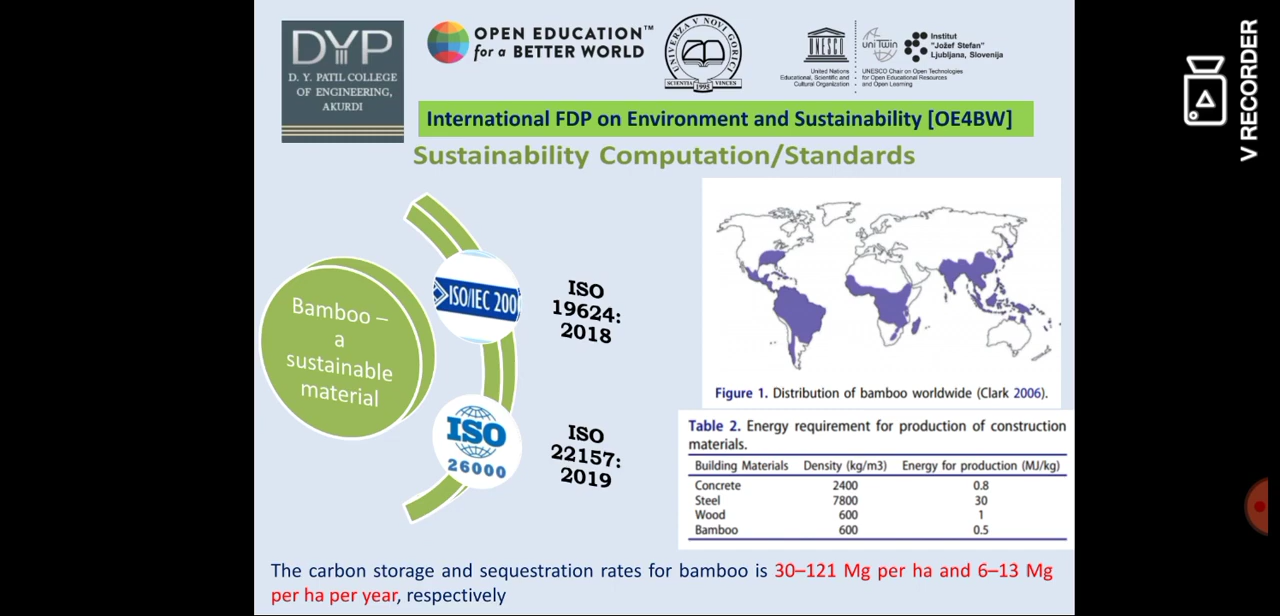 DYP
D. Y. PATIL COLLEGE
OF ENGINEERING,
AKURDI
OPEN EDUCATION™
for a BETTER WORLD
UNIVERZA V NOVI GORICI
SCIENTIA VINCES
1995
UNESCO
United Nations
Educational, Scientific and
Cultural Organization
uniTwin
Institut
"Jožef Stefan"
Ljubljana, Slovenija
UNESCO Chair on Open Technologies
for Open Educational Resources
and Open Learning
V RECORDER
International FDP on Environment and Sustainability [OE4BW]
Sustainability Computation/Standards
Bamboo –
a
sustainable
material
ISO/IEC 200
ISO
19624:
2018
ISO
26000
ISO
22157:
2019
Figure 1. Distribution of bamboo worldwide (Clark 2006).
Table 2. Energy requirement for production of construction
materials.
Building Materials Density (kg/m3) Energy for production (MJ/kg)
Concrete 2400 0.8
Steel 7800 30
Wood 600 1
Bamboo 600 0.5
The carbon storage and sequestration rates for bamboo is 30–121 Mg per ha and 6–13 Mg
per ha per year, respectively